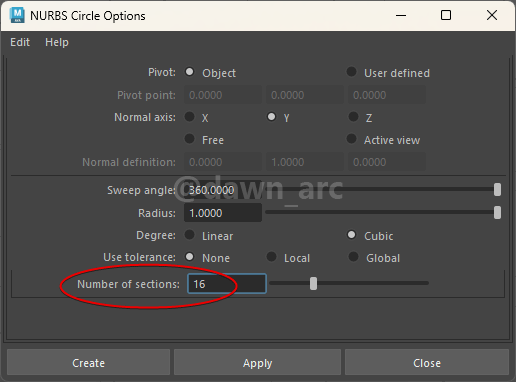 M NURBS Circle Options
Edit Help
Pivot: Object User defined
Pivot point: 0.0000 0.0000 0.0000
Normal axis: X Y Z
Free Active view
Normal definition: 0.0000 1.0000 0.0000
Sweep angle: 360.0000
@dawn_arc
Radius: 1.0000
Degree: Linear Cubic
Use tolerance: None Local Global
Number of sections: 16
Create Apply Close